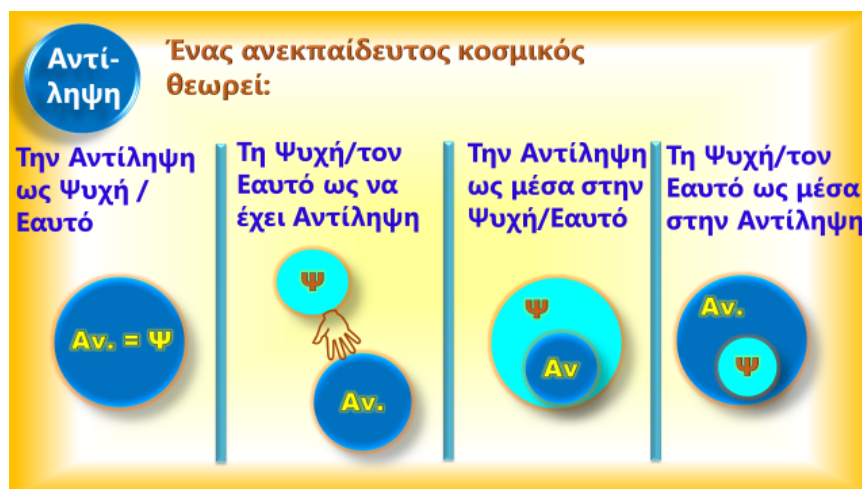 Αντί-
ληψη
Ένας ανεκπαίδευτος κοσμικός
θεωρεί:
Την Αντίληψη
ως Ψυχή /
Εαυτό
Αν. = Ψ
Τη Ψυχή/τον
Εαυτό ως να
έχει Αντίληψη
Ψ
Αν.
Την Αντίληψη
ως μέσα στην
Ψυχή/Εαυτό
Ψ
Αν
Τη Ψυχή/τον
Εαυτό ως μέσα
στην Αντίληψη
Αν.
Ψ